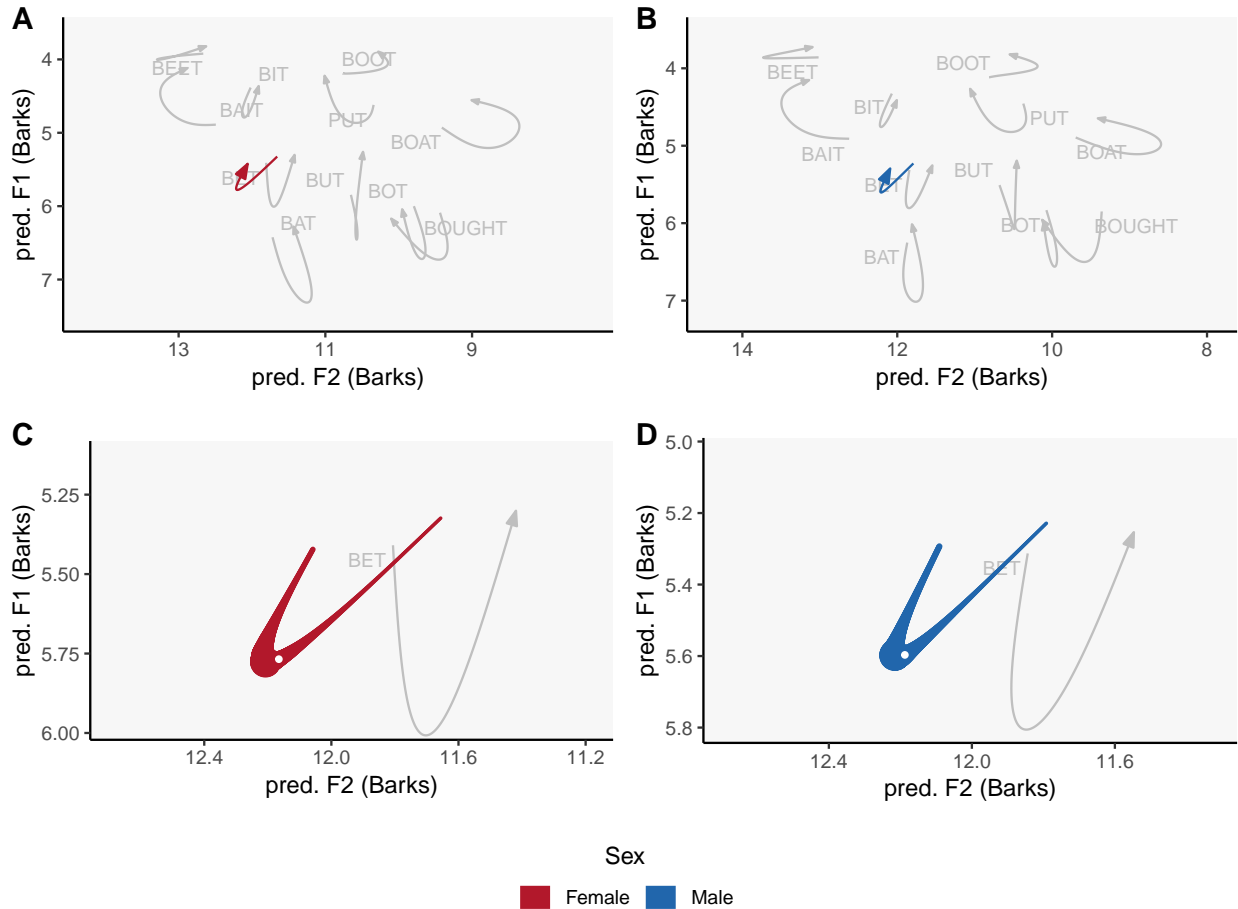 A
pred. F1 (Barks)
4
5
6
7
BEET
BIT
BOOT
BAIT
PUT
BOAT
BET
BUT
BOT
BAT
BOUGHT
13
11
9
pred. F2 (Barks)
B
pred. F1 (Barks)
4
5
6
7
BEET
BOOT
BIT
PUT
BAIT
BOAT
BUT
BET
BOT
BOUGHT
BAT
14
12
10
8
pred. F2 (Barks)
C
pred. F1 (Barks)
5.25
5.50
5.75
6.00
BET
12.4
12.0
11.6
11.2
pred. F2 (Barks)
D
pred. F1 (Barks)
5.0
5.2
5.4
5.6
5.8
BET
12.4
12.0
11.6
pred. F2 (Barks)
Sex
Female
Male